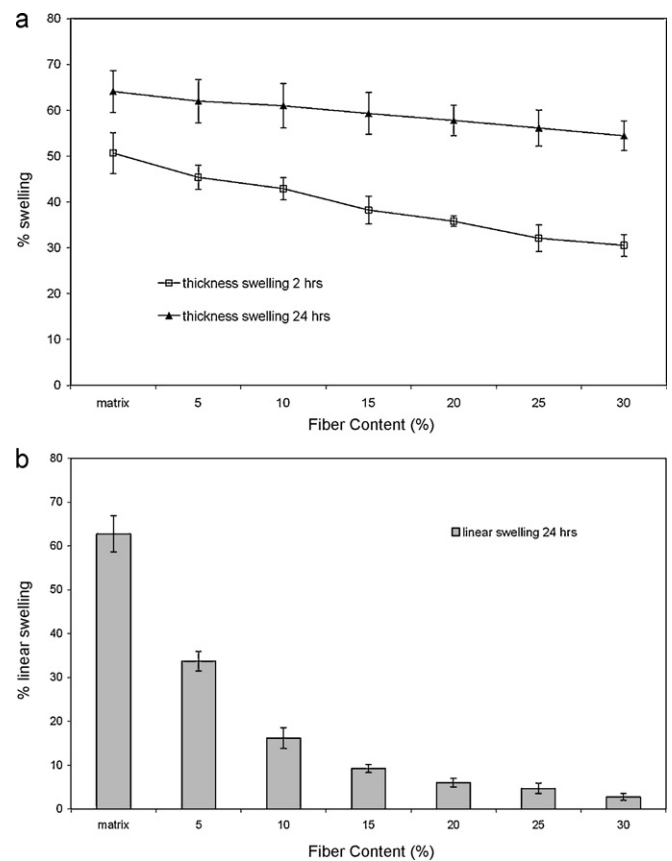 a
80
70
60
50
40
30
20
10
0
% swelling
thickness swelling 2 hrs
thickness swelling 24 hrs
matrix 5 10 15 20 25 30
Fiber Content (%)
b
80
70
60
50
40
30
20
10
0
% linear swelling
linear swelling 24 hrs
matrix 5 10 15 20 25 30
Fiber Content (%)